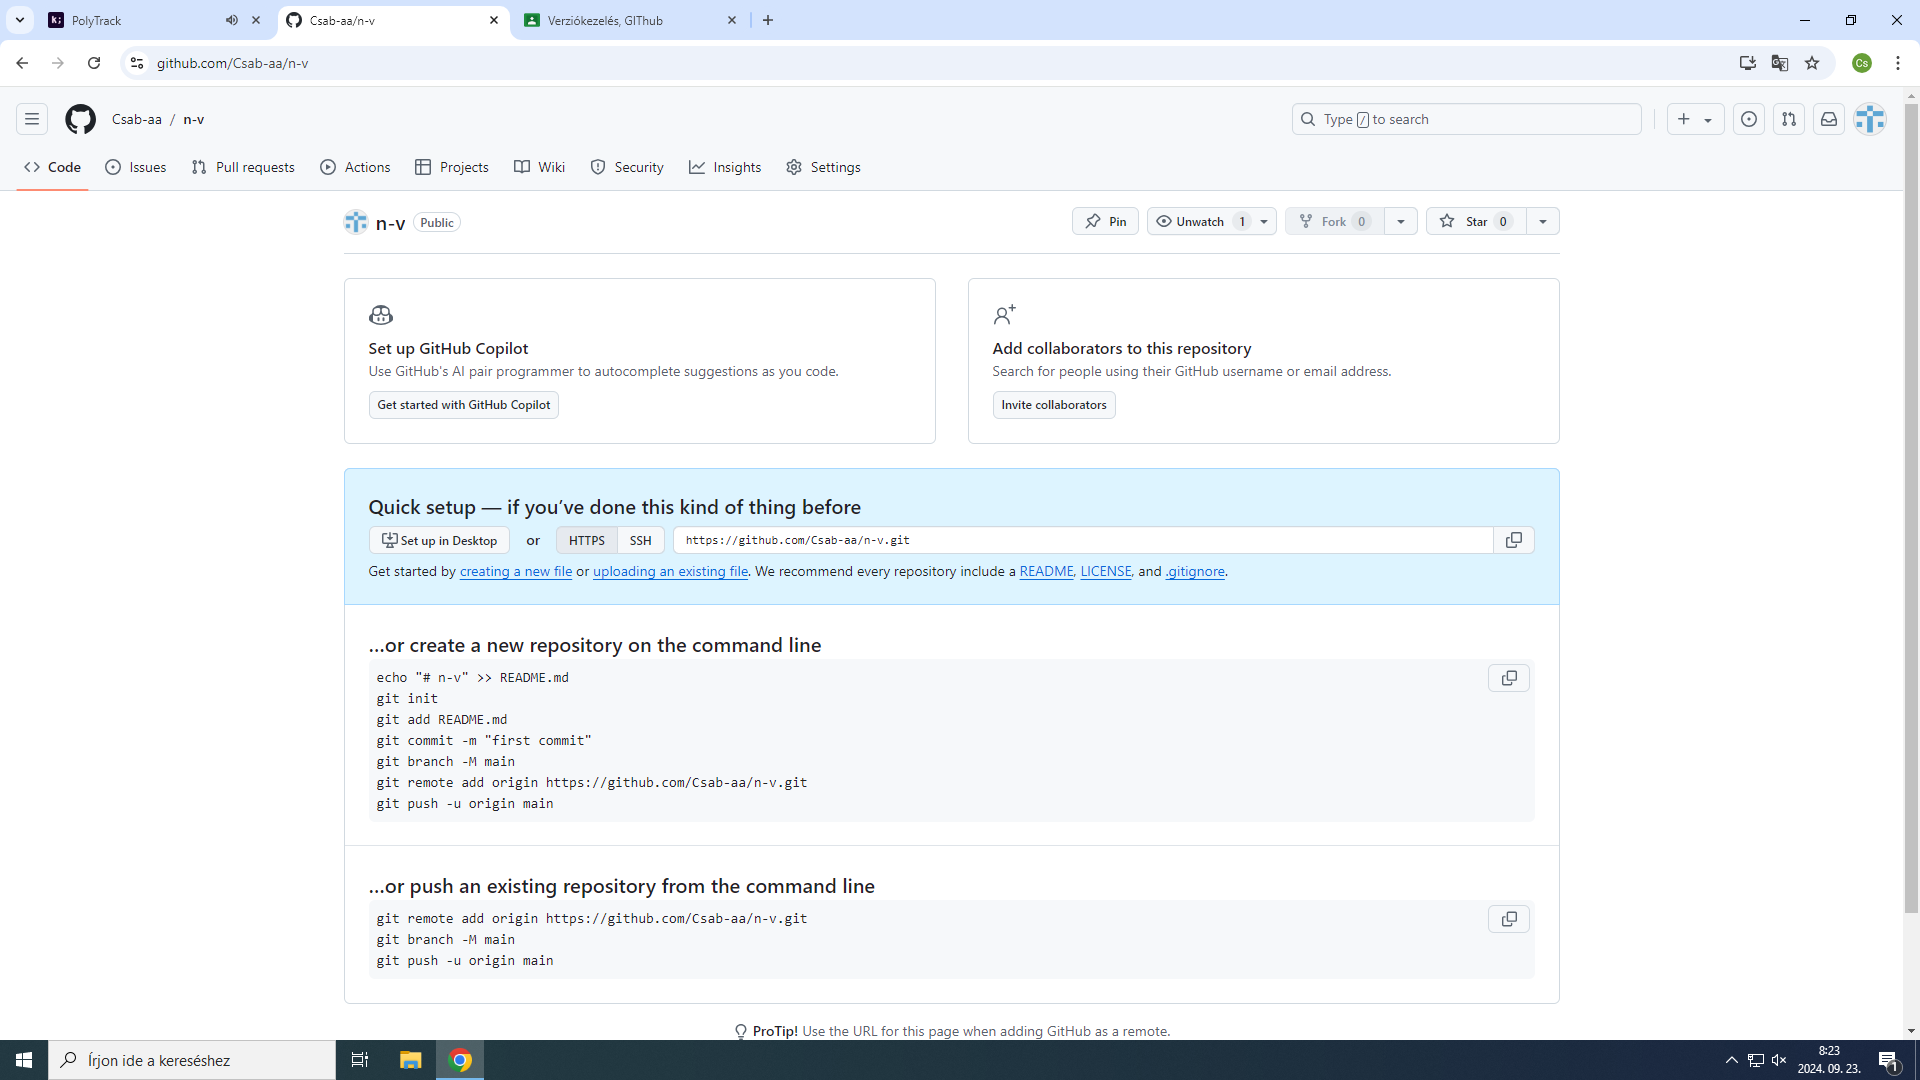 PolyTrack
Csab-aa/n-v
Verziókezelés, GIThub
github.com/Csab-aa/n-v
Cs
Csab-aa / n-v
Type / to search
Code
Issues
Pull requests
Actions
Projects
Wiki
Security
Insights
Settings
n-v Public
Pin
Unwatch 1
Fork 0
Star 0
Set up GitHub Copilot
Use GitHub's AI pair programmer to autocomplete suggestions as you code.
Get started with GitHub Copilot
Add collaborators to this repository
Search for people using their GitHub username or email address.
Invite collaborators
Quick setup — if you’ve done this kind of thing before
Set up in Desktop or HTTPS SSH https://github.com/Csab-aa/n-v.git
Get started by creating a new file or uploading an existing file. We recommend every repository include a README, LICENSE, and .gitignore.
…or create a new repository on the command line
echo "# n-v" >> README.md
git init
git add README.md
git commit -m "first commit"
git branch -M main
git remote add origin https://github.com/Csab-aa/n-v.git
git push -u origin main
…or push an existing repository from the command line
git remote add origin https://github.com/Csab-aa/n-v.git
git branch -M main
git push -u origin main
ProTip! Use the URL for this page when adding GitHub as a remote.
Írjon ide a kereséshez
8:23
2024. 09. 23.
1